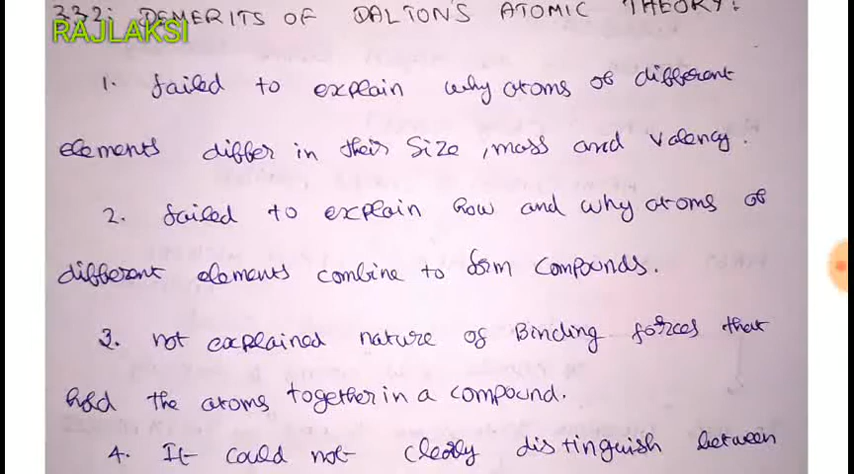 3.3.2: DEMERITS OF DALTON'S ATOMIC THEORY:
RAJLAKSI
1. failed to explain why atoms of different
elements differ in their size, mass and valency.
2. failed to explain how and why atoms of
different elements combine to form compounds.
3. not explained nature of Binding forces that
hold the atoms together in a compound.
4. It could not clearly distinguish between